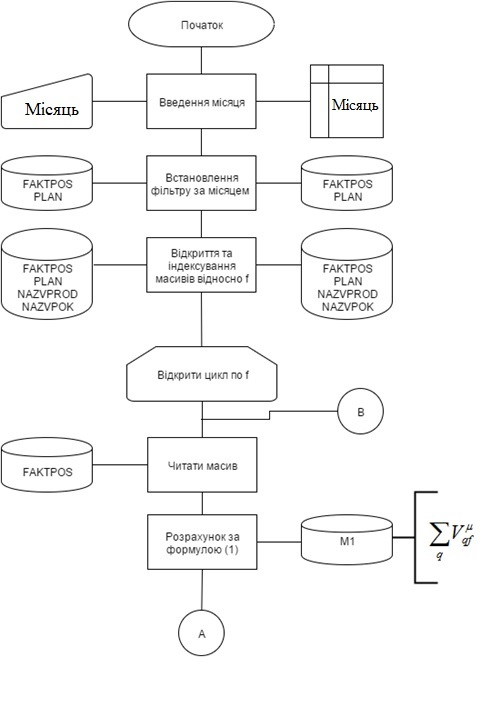 Початок
Місяць
Введення місяця
Місяць
FAKTPOS
PLAN
Встановлення
фільтру за місяцем
FAKTPOS
PLAN
FAKTPOS
PLAN
NAZVPROD
NAZVPOK
Відкриття та
індексування
масивів відносно f
FAKTPOS
PLAN
NAZVPROD
NAZVPOK
Відкрити цикл по f
B
FAKTPOS
Читати масив
Розрахунок за
формулою (1)
M1
∑_q V_{qf}^μ
A